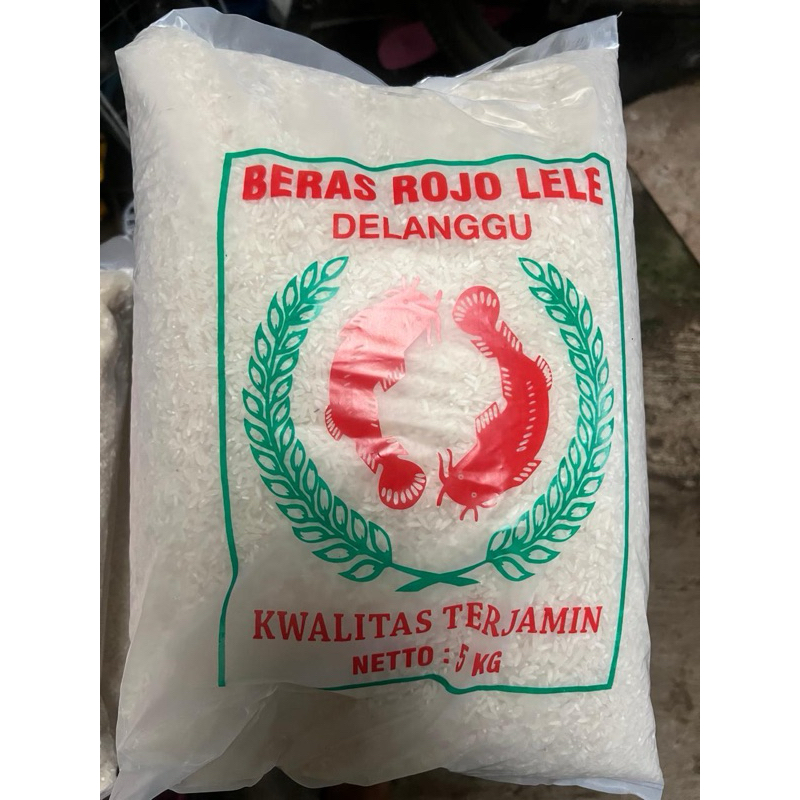 BERAS ROJO LELE
DELANGGU
KWALITAS TERJAMIN
NETTO : 5 KG